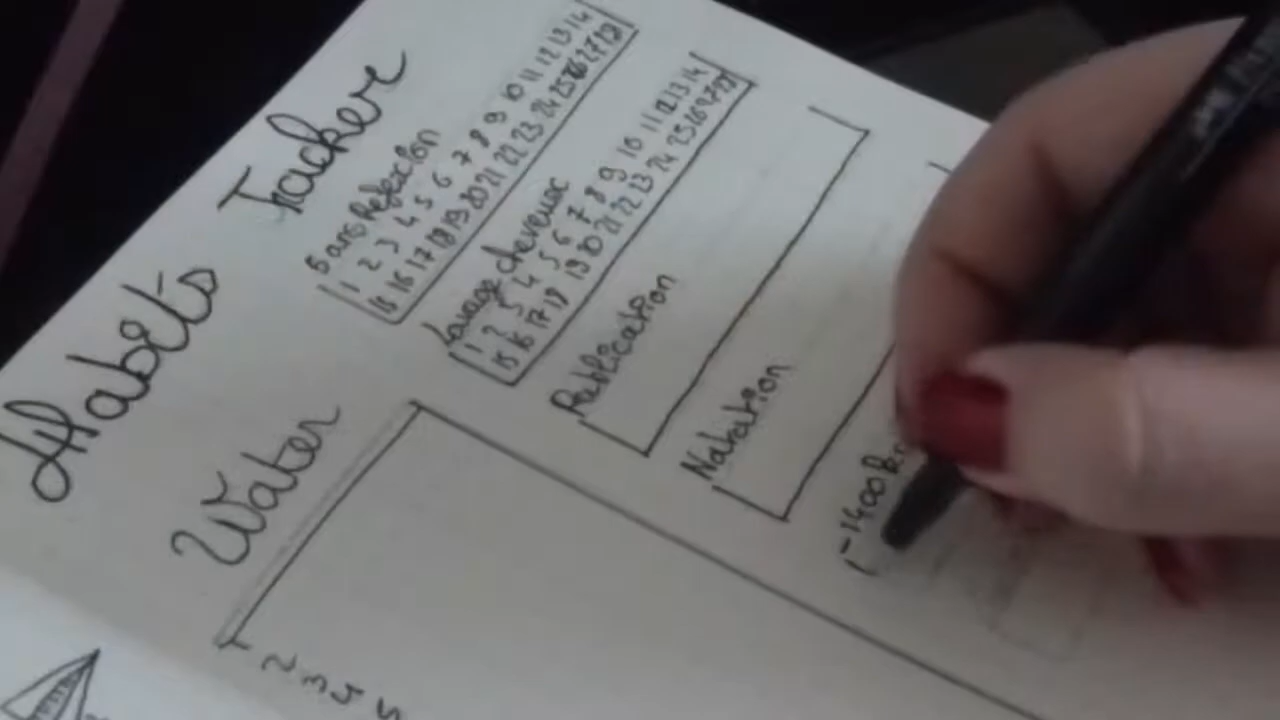 Habits Tracker
5 ans Reflexion
1 2 3 4 5 6 7 8 9 10 11 12 13 14
15 16 17 18 19 20 21 22 23 24 25 26 27 28
Lavage cheveux
1 2 3 4 5 6 7 8 9 10 11 12 13 14
15 16 17 18 19 20 21 22 23 24 25 26 27 28
Publication
Natation
-1400
Water
2
3
4
5